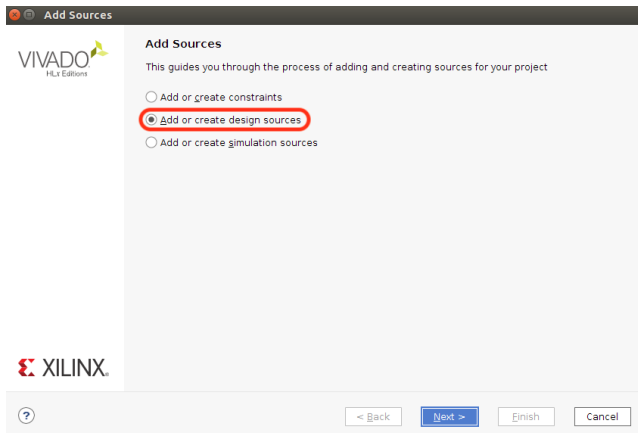 Add Sources
VIVADO
HLx Editions
Add Sources
This guides you through the process of adding and creating sources for your project
Add or create constraints
Add or create design sources
Add or create simulation sources
XILINX
?
< Back
Next >
Finish
Cancel